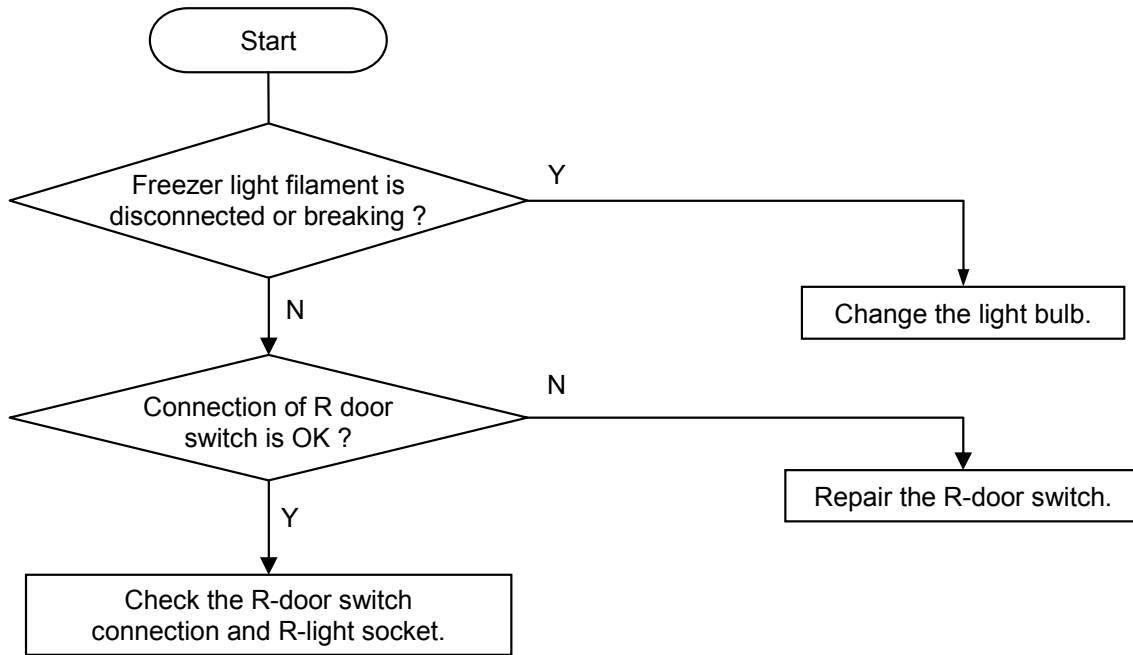 Start
Freezer light filament is
disconnected or breaking ?
Y
N
Change the light bulb.
Connection of R door
switch is OK ?
N
Y
Repair the R-door switch.
Check the R-door switch
connection and R-light socket.